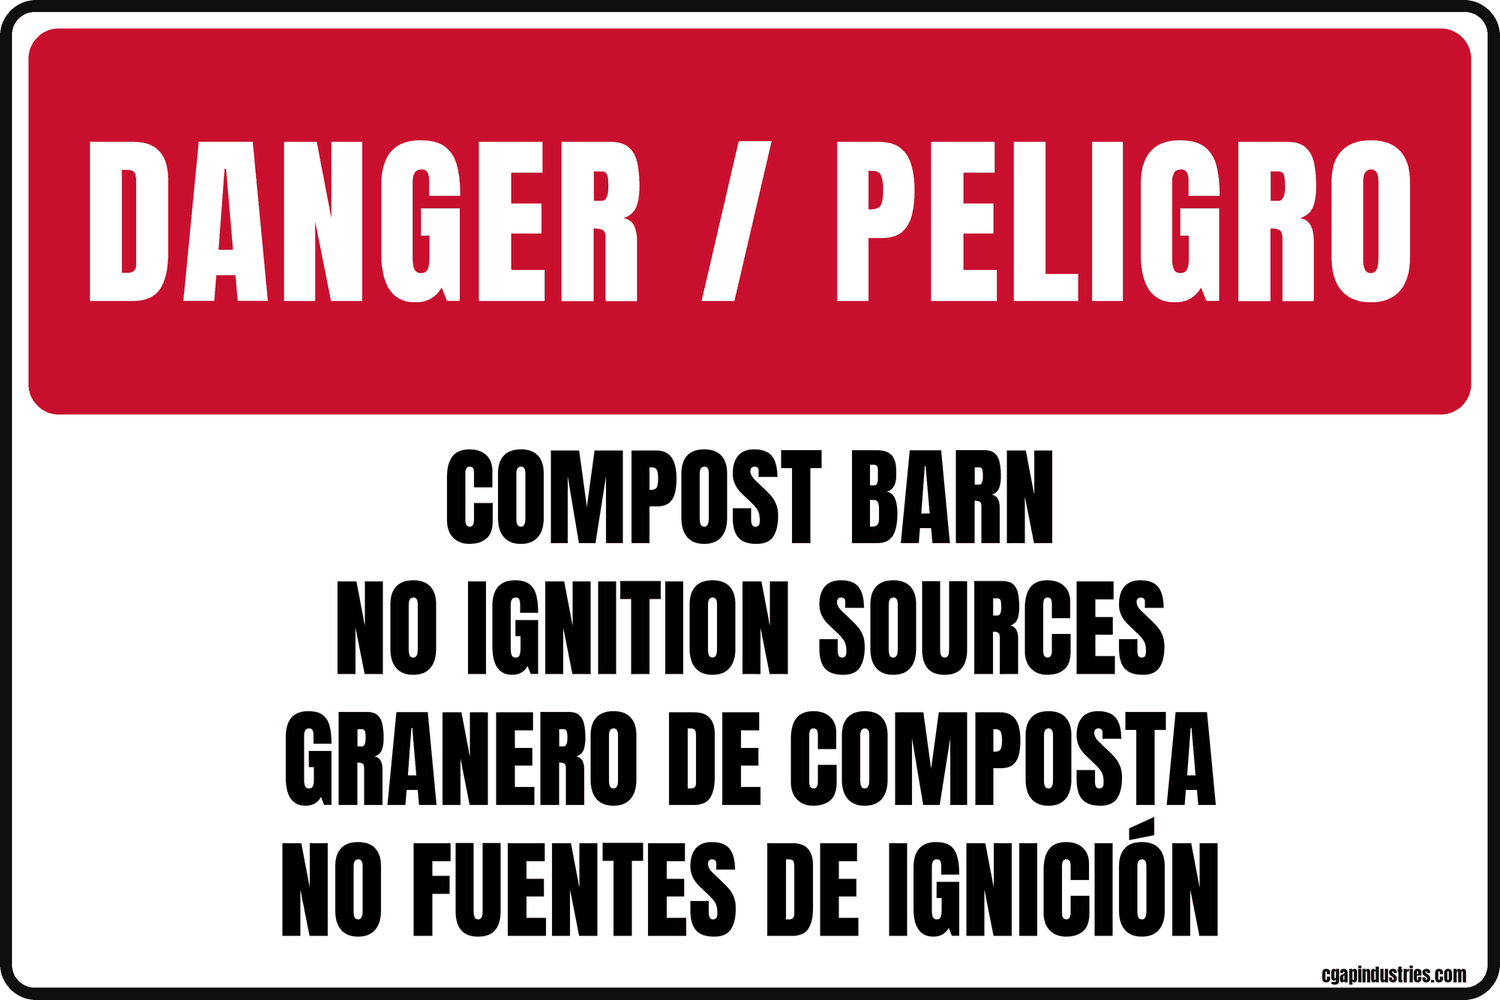 DANGER / PELIGRO
COMPOST BARN
NO IGNITION SOURCES
GRANERO DE COMPOSTA
NO FUENTES DE IGNICIÓN
cgapindustries.com